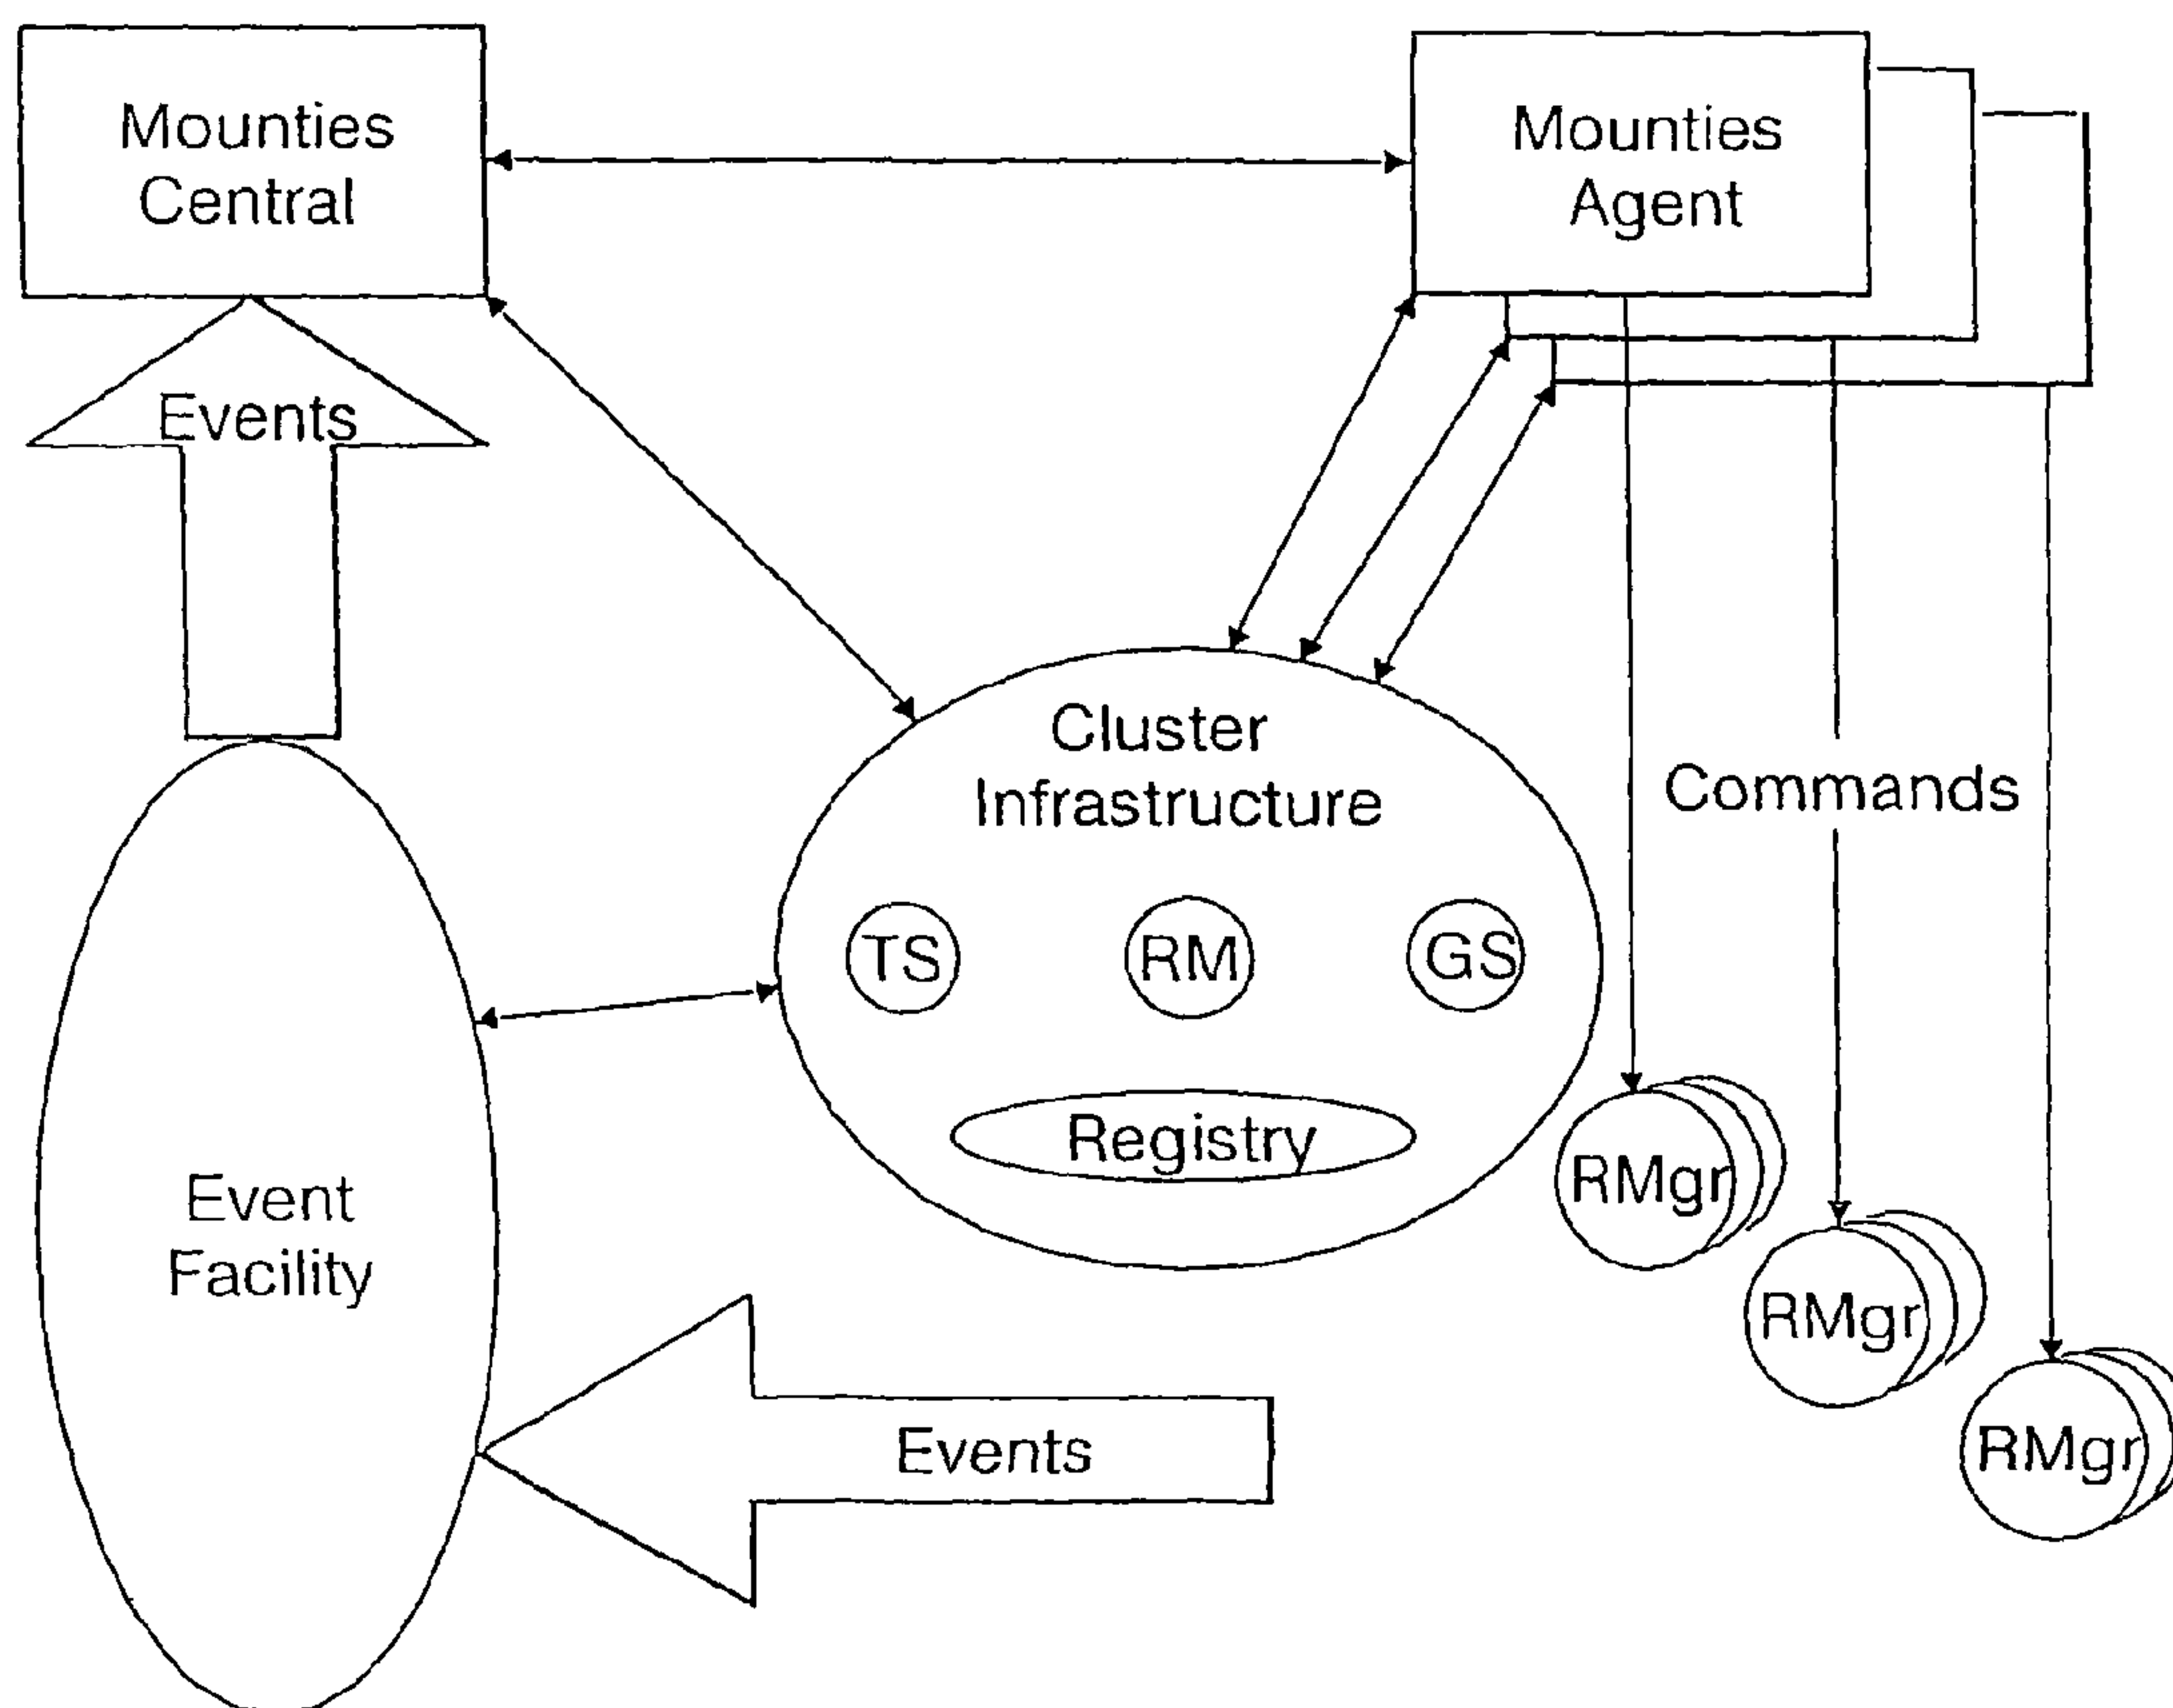 Mounties
Central
Mounties
Agent
Events
Cluster
Infrastructure
Commands
TS
RM
GS
Registry
RMgr
Event
Facility
RMgr
RMgr
Events